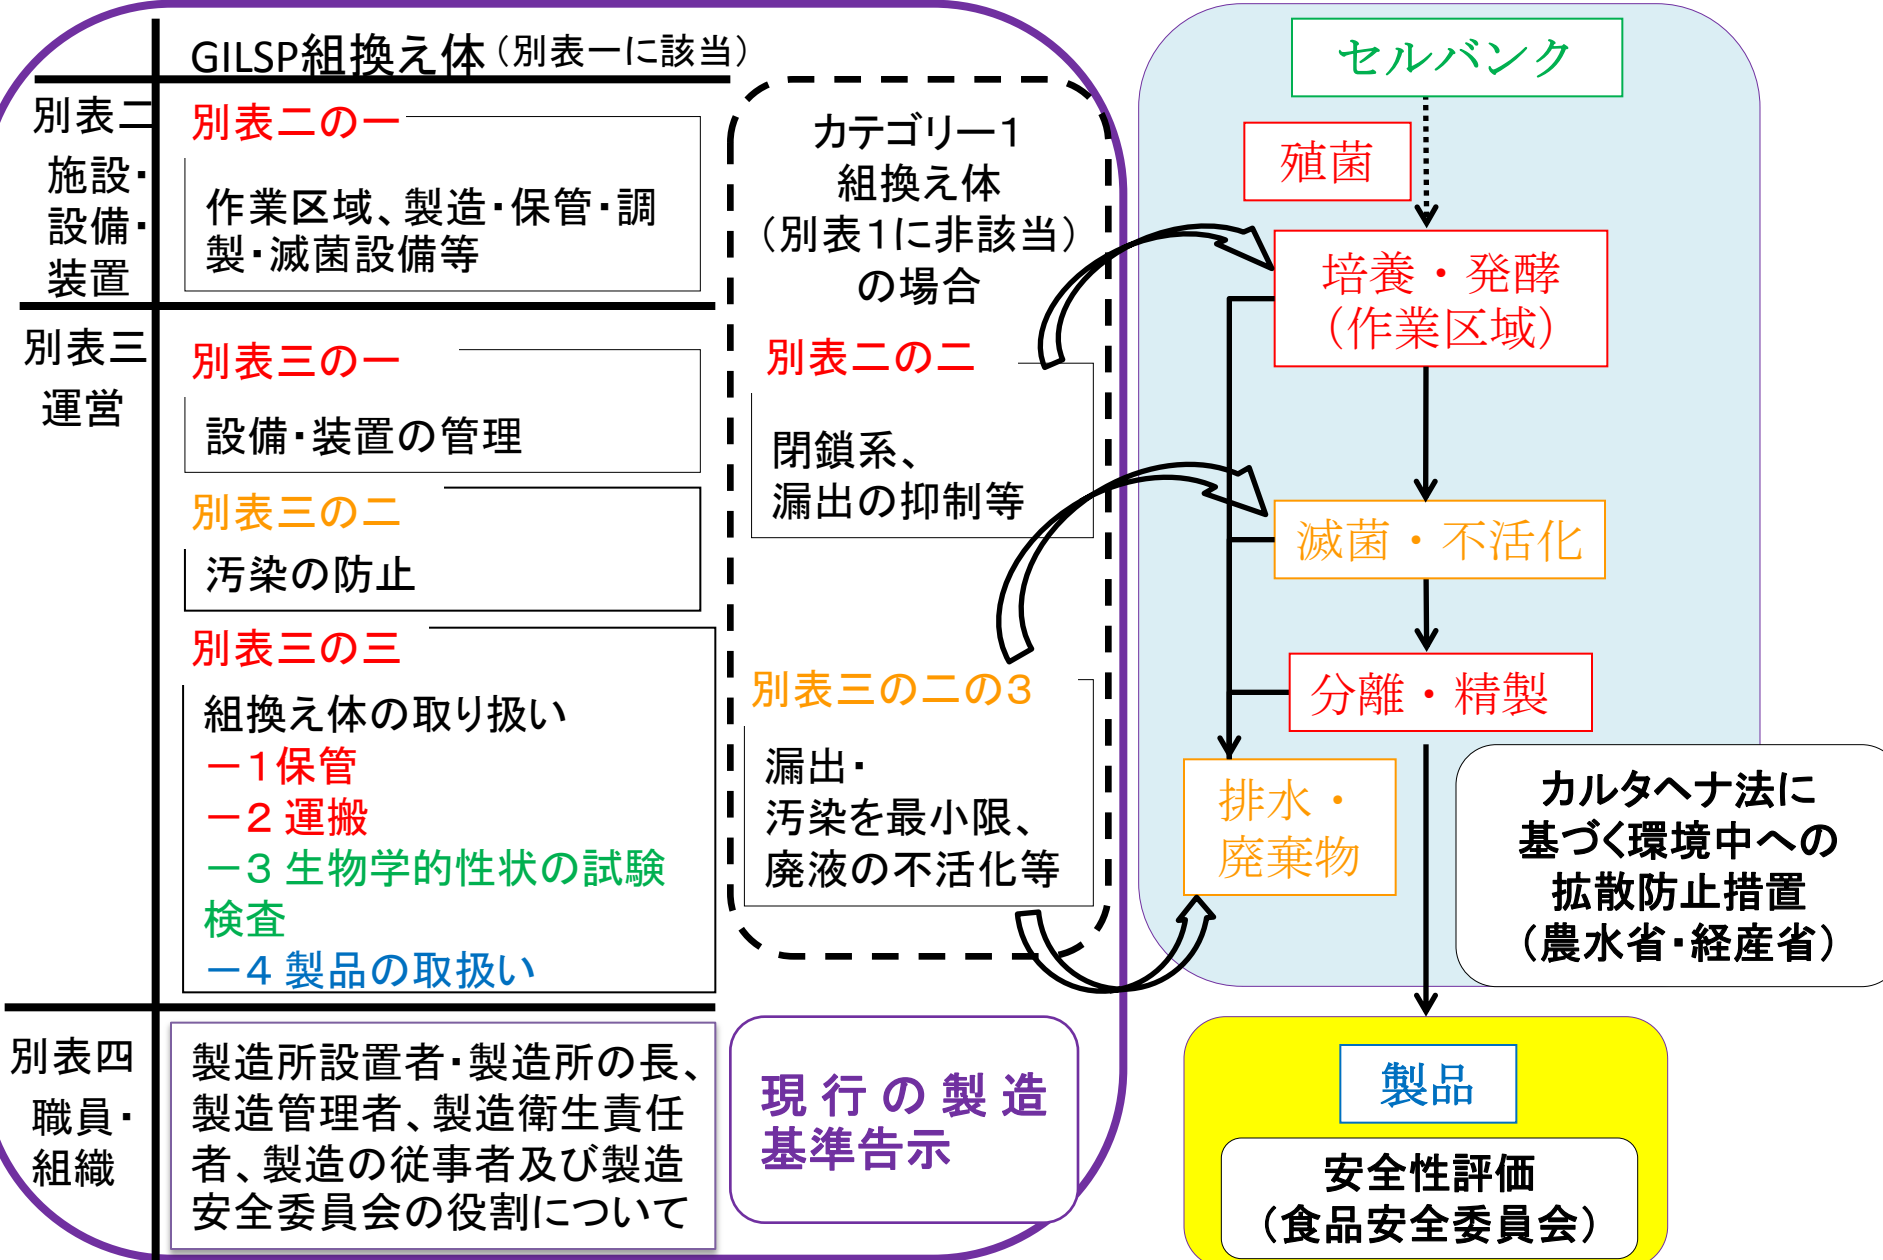 GILSP組換え体（別表一に該当）
別表二
施設・
設備・
装置
別表二の一
作業区域、製造・保管・調
製・滅菌設備等
別表三
運営
別表三の一
設備・装置の管理
別表三の二
汚染の防止
別表三の三
組換え体の取り扱い
－１保管
－２ 運搬
－３ 生物学的性状の試験
検査
－４ 製品の取扱い
別表四
職員・
組織
製造所設置者・製造所の長、
製造管理者、製造衛生責任
者、製造の従事者及び製造
安全委員会の役割について
カテゴリー１
組換え体
（別表１に非該当）
の場合
別表二の二
閉鎖系、
漏出の抑制等
別表三の二の３
漏出・
汚染を最小限、
廃液の不活化等
現行の製造
基準告示
セルバンク
殖菌
培養・発酵
（作業区域）
滅菌・不活化
分離・精製
排水・
廃棄物
カルタヘナ法に
基づく環境中への
拡散防止措置
（農水省・経産省）
製品
安全性評価
（食品安全委員会）